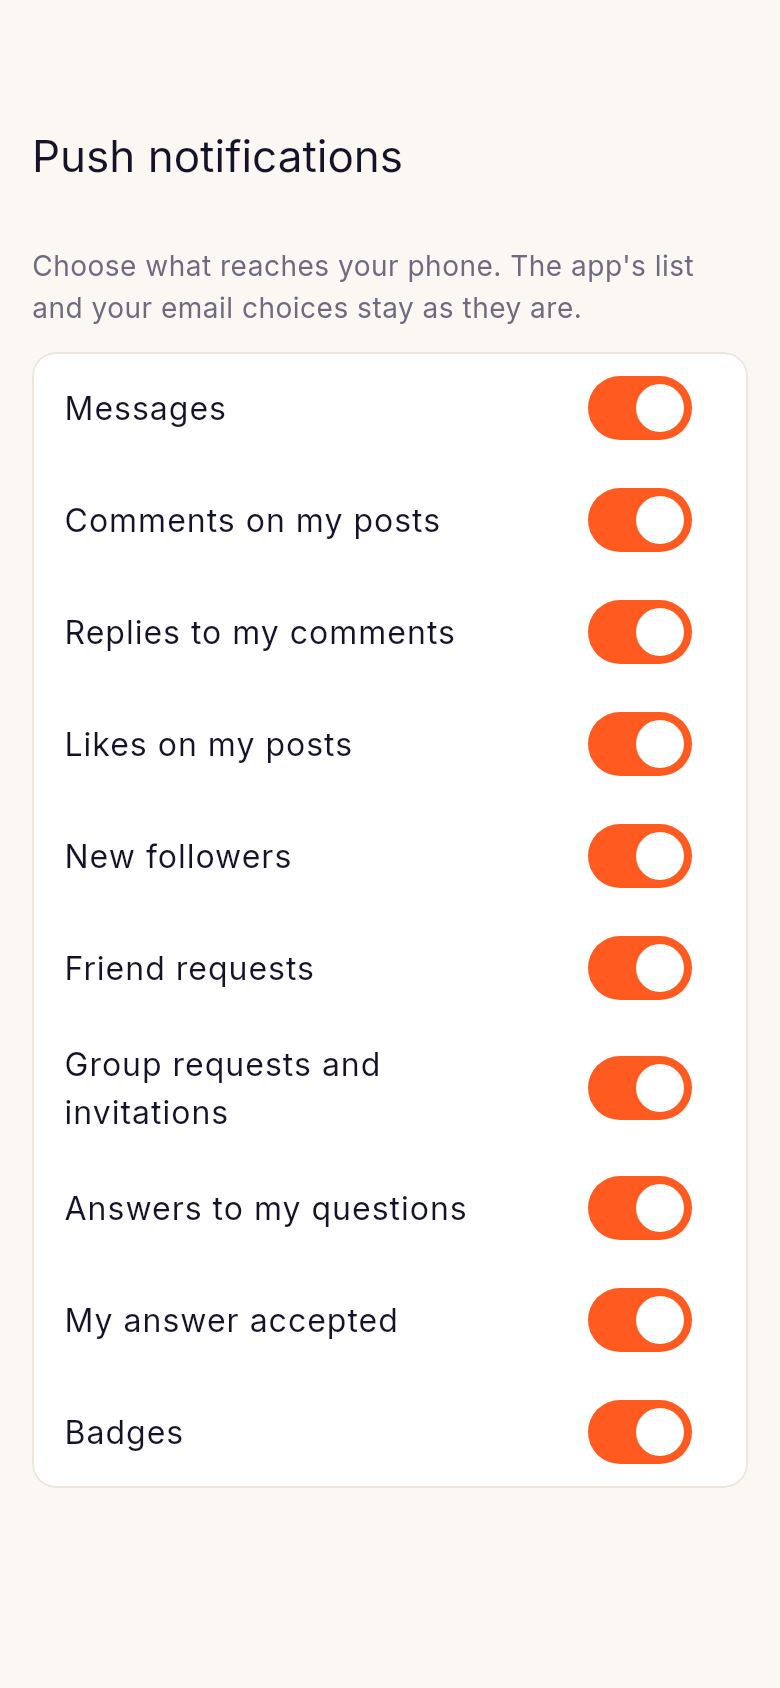 Push notifications
Choose what reaches your phone. The app's list
and your email choices stay as they are.
Messages
Comments on my posts
Replies to my comments
Likes on my posts
New followers
Friend requests
Group requests and
invitations
Answers to my questions
My answer accepted
Badges